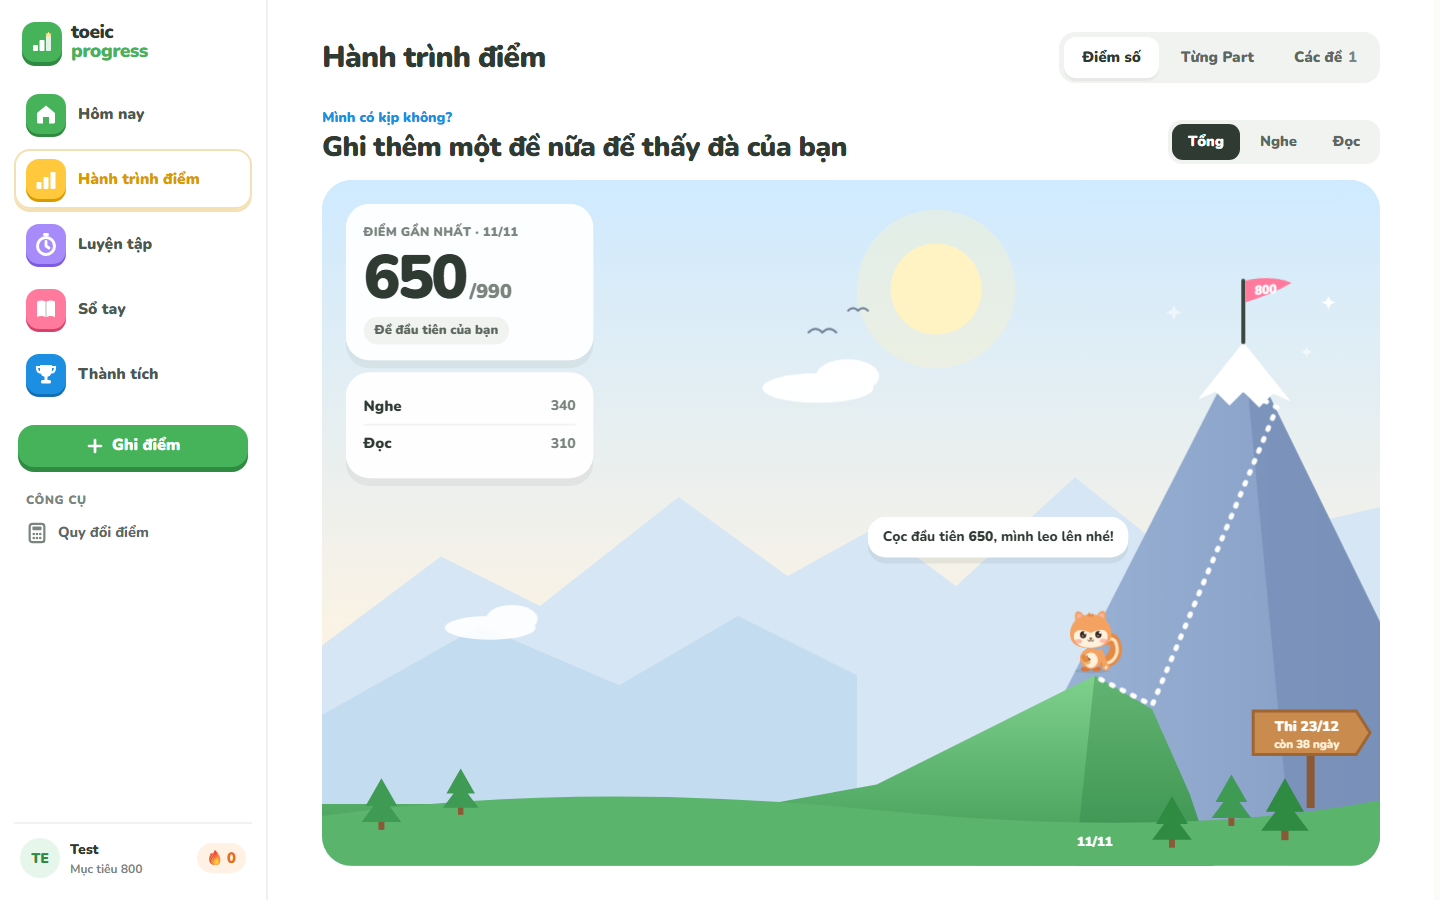 toeic
progress
Hôm nay
Hành trình điểm
Luyện tập
Sổ tay
Thành tích
+ Ghi điểm
CÔNG CỤ
Quy đổi điểm
TE
Test
Mục tiêu 800
0
Hành trình điểm
Điểm số
Từng Part
Các đề 1
Mình có kịp không?
Ghi thêm một đề nữa để thấy đà của bạn
Tổng
Nghe
Đọc
ĐIỂM GẦN NHẤT · 11/11
650/990
Đề đầu tiên của bạn
Nghe 340
Đọc 310
800
Cọc đầu tiên 650, mình leo lên nhé!
Thi 23/12
còn 38 ngày
11/11